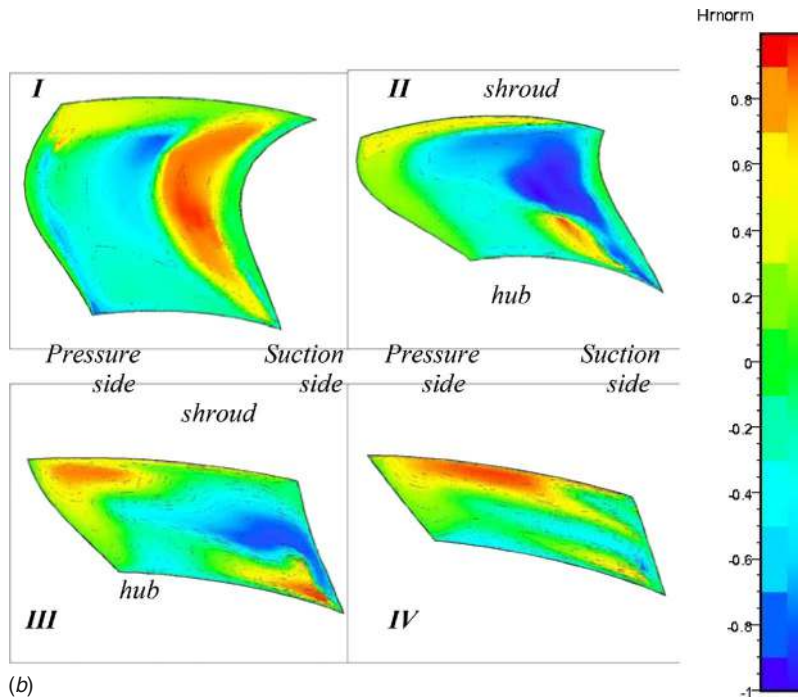 Hrnorm
I
II
shroud
0.8
0.6
0.4
0.2
0
-0.2
-0.4
-0.6
-0.8
-1
hub
Pressure side
Suction side
Pressure side
Suction side
shroud
hub
III
IV
(b)